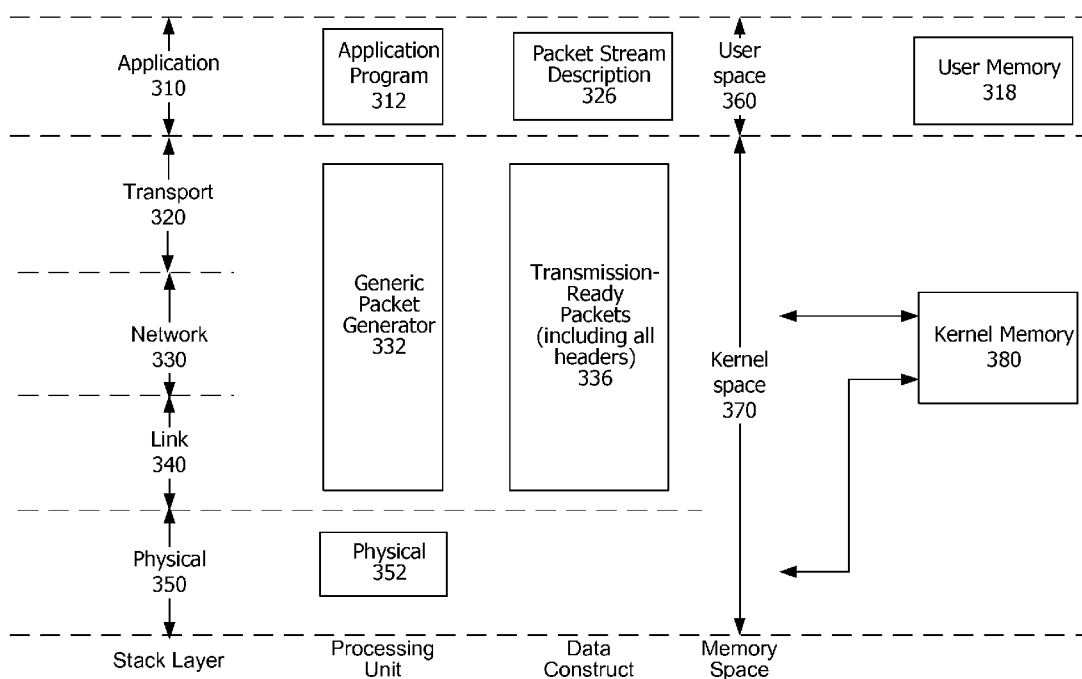 Application
310
Application
Program
312
Packet Stream
Description
326
User
space
360
User Memory
318
Transport
320
Network
330
Link
340
Generic
Packet
Generator
332
Transmission-
Ready
Packets
(including all
headers)
336
Kernel
space
370
Kernel Memory
380
Physical
350
Physical
352
Stack Layer
Processing
Unit
Data
Construct
Memory
Space